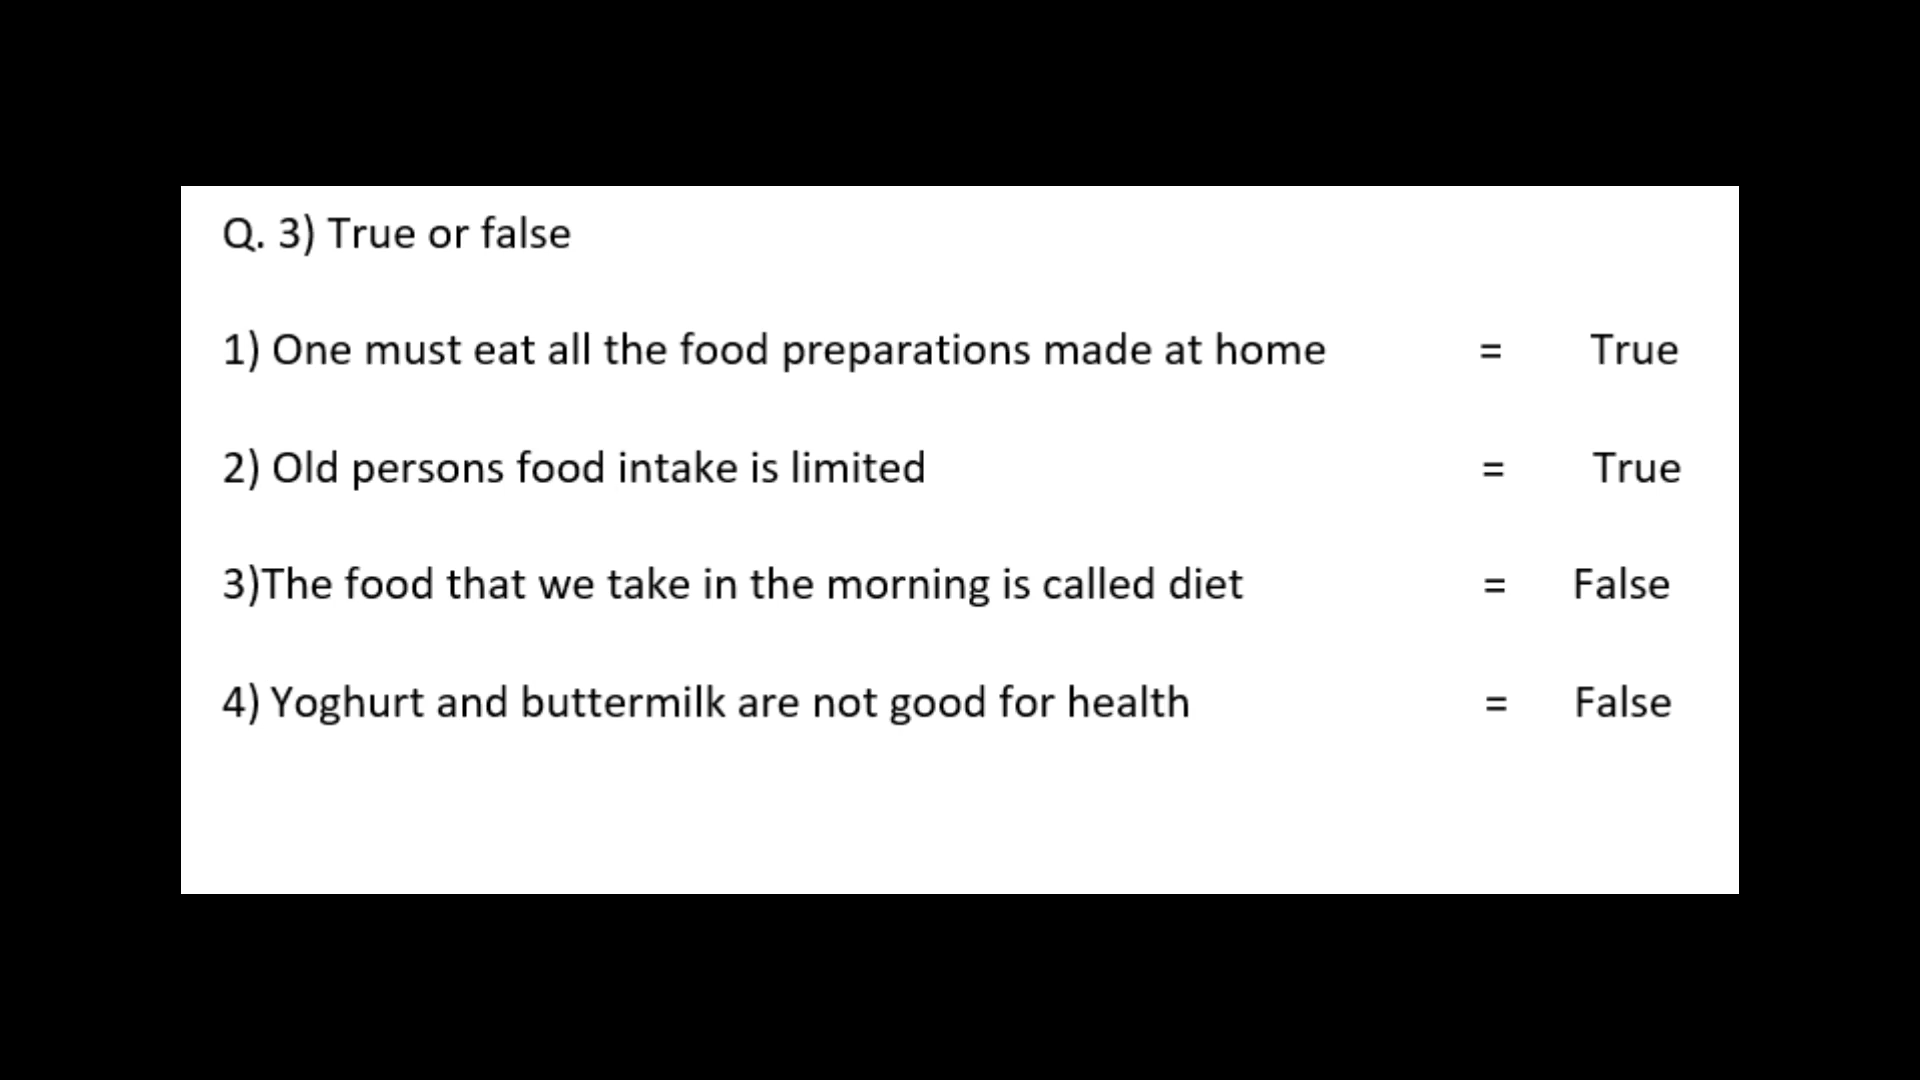 Q. 3) True or false
1) One must eat all the food preparations made at home = True
2) Old persons food intake is limited = True
3)The food that we take in the morning is called diet = False
4) Yoghurt and buttermilk are not good for health = False